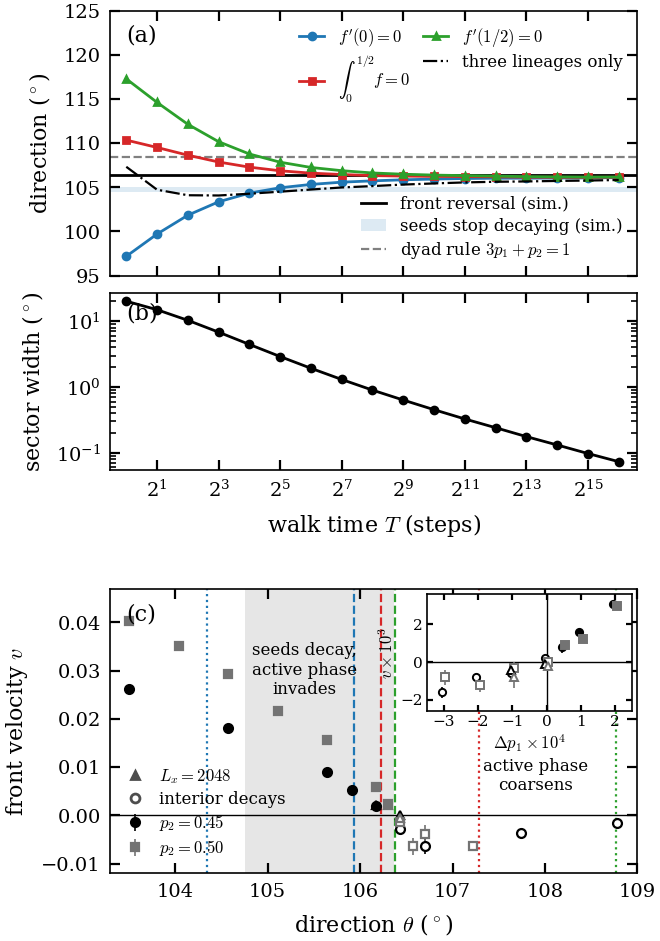 (a)
f′(0) = 0
f′(1/2) = 0
∫₀^{1/2} f = 0
three lineages only
front reversal (sim.)
seeds stop decaying (sim.)
dyad rule 3p₁ + p₂ = 1
direction (°)
125
120
115
110
105
100
95
(b)
sector width (°)
10¹
10⁰
10⁻¹
2¹ 2³ 2⁵ 2⁷ 2⁹ 2¹¹ 2¹³ 2¹⁵
walk time T (steps)
(c)
front velocity v
0.04
0.03
0.02
0.01
0.00
−0.01
seeds decay,
active phase
invades
Lₓ = 2048
interior decays
p₂ = 0.45
p₂ = 0.50
v × 10³
2
0
−2
−3 −2 −1 0 1 2
Δp₁ × 10⁴
active phase
coarsens
104 105 106 107 108 109
direction θ (°)